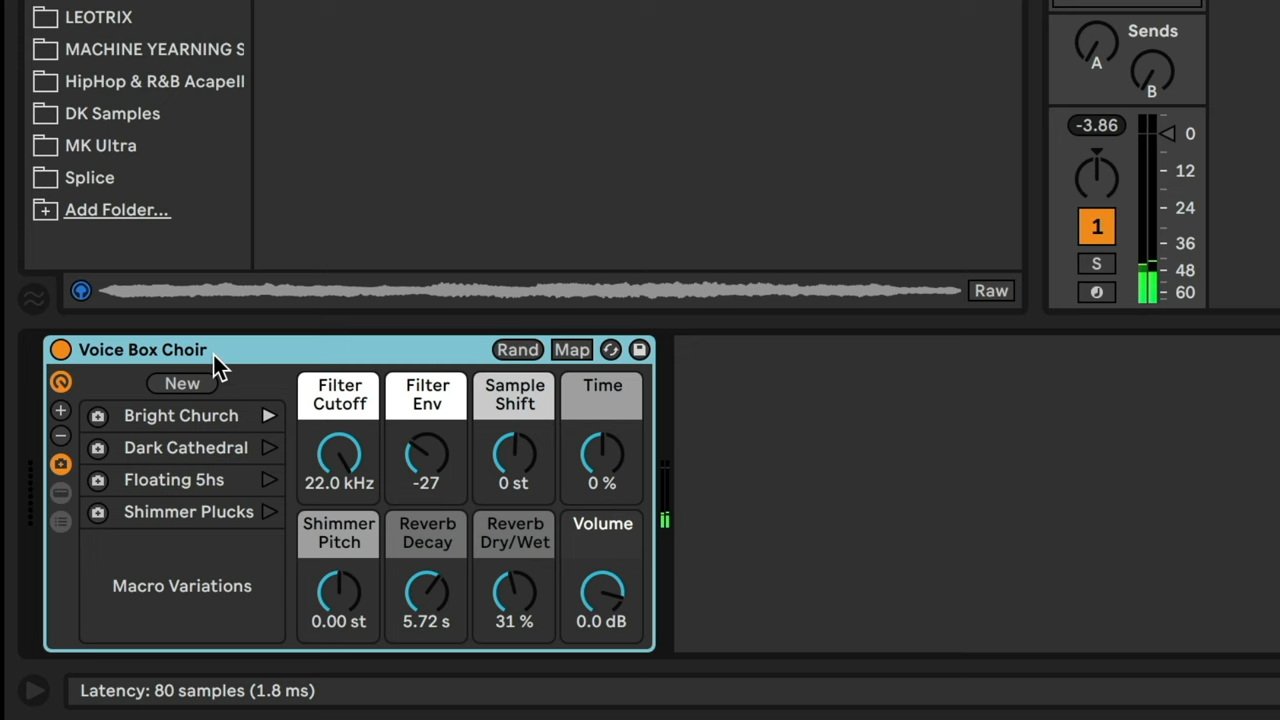 LEOTRIX
MACHINE YEARNING S
HipHop & R&B Acapell
DK Samples
MK Ultra
Splice
Add Folder...
Raw
Sends
A
B
-3.86
0
12
24
36
48
60
1
S
Voice Box Choir
Rand
Map
New
Bright Church
Dark Cathedral
Floating 5hs
Shimmer Plucks
Macro Variations
Filter
Cutoff
22.0 kHz
Filter
Env
-27
Sample
Shift
0 st
Time
0 %
Shimmer
Pitch
0.00 st
Reverb
Decay
5.72 s
Reverb
Dry/Wet
31 %
Volume
0.0 dB
Latency: 80 samples (1.8 ms)